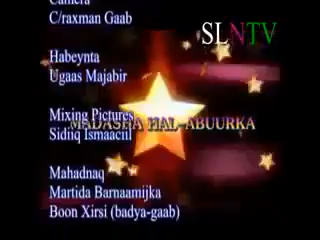 Camera
C/raxman Gaab
SLNTV
Habeynta
Ugaas Majabir
Mixing Pictures
MADASHA HAL-ABUURKA
Sidiiq Ismaaciil
Mahadnaq
Martida Barnaamijka
Boon Xirsi (badya-gaab)